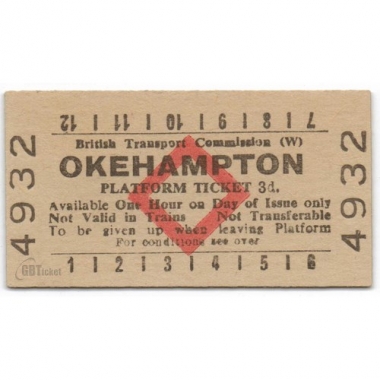 12 | 11 | 10 | 9 | 8 | 7
British Transport Commission (W)
OKEHAMPTON
PLATFORM TICKET 3d.
Available One Hour on Day of Issue only
Not Valid in Trains Not Transferable
To be given up when leaving Platform
For conditions see over
1 | 2 | 3 | 4 | 5 | 6
4932
4932
GBTicket